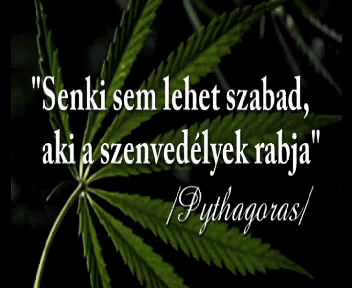 "Senki sem lehet szabad,
aki a szenvedélyek rabja"
/Pythagoras/